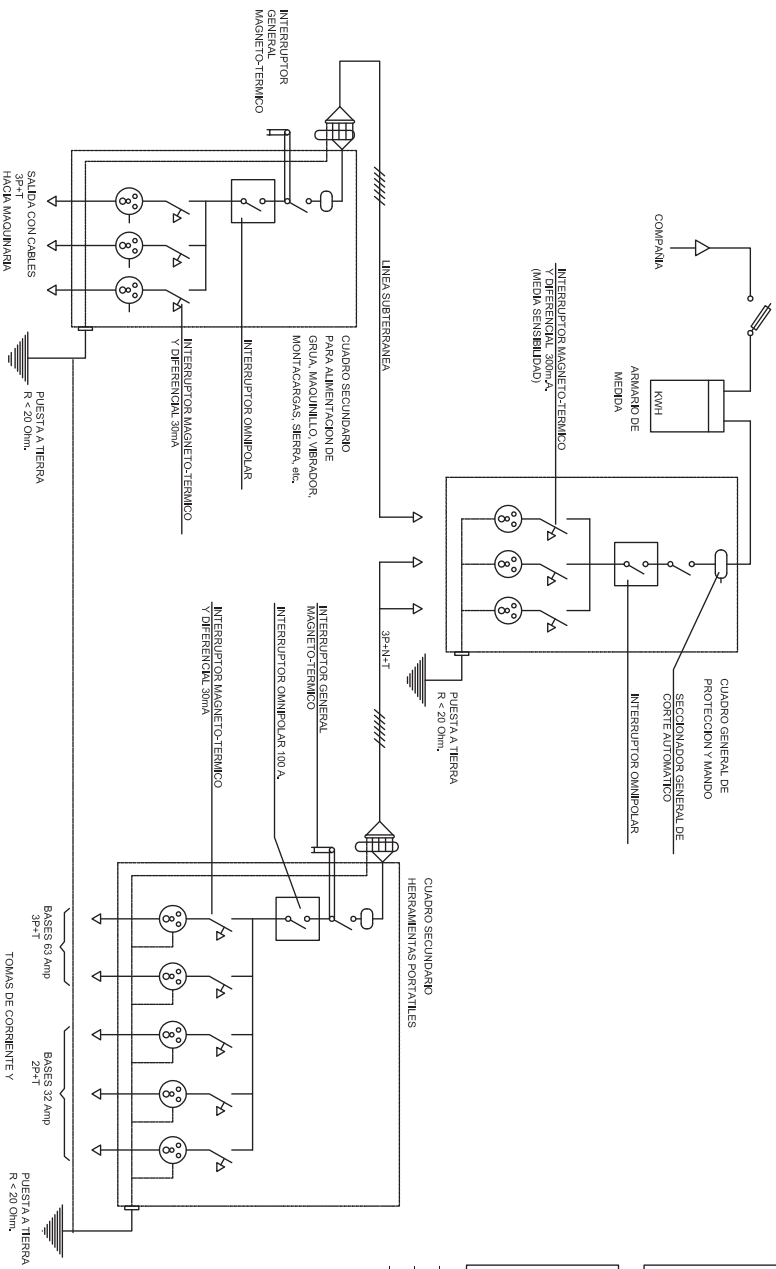 COMPAÑIA
ARMARIO DE
MEDIDA
KWH
CUADRO GENERAL DE
PROTECCION Y MANDO
SECCIONADOR GENERAL DE
CORTE AUTOMATICO
INTERRUPTOR OMNIPOLAR
INTERRUPTOR MAGNETO-TERMICO
Y DIFERENCIAL 300m.A.
(MEDIA SENSIBILIDAD)
PUESTA A TIERRA
R < 20 Ohm.
LINEA SUBTERRANEA
3P+N+T
INTERRUPTOR
GENERAL
MAGNETO-TERMICO
CUADRO SECUNDARIO
PARA ALIMENTACION DE
GRUA, MAQUINILLO, VIBRADOR,
MONTACARGAS, SIERRA, etc.
INTERRUPTOR OMNIPOLAR
INTERRUPTOR MAGNETO-TERMICO
Y DIFERENCIAL 30mA
SALIDA CON CABLES
3P+T
HACIA MAQUINARIA
PUESTA A TIERRA
R < 20 Ohm.
CUADRO SECUNDARIO
HERRAMIENTAS PORTATILES
INTERRUPTOR GENERAL
MAGNETO-TERMICO
INTERRUPTOR OMNIPOLAR 100 A.
INTERRUPTOR MAGNETO-TERMICO
Y DIFERENCIAL 30mA
BASES 63 Amp
3P+T
BASES 32 Amp
2P+T
TOMAS DE CORRIENTE Y
PUESTA A TIERRA
R < 20 Ohm.